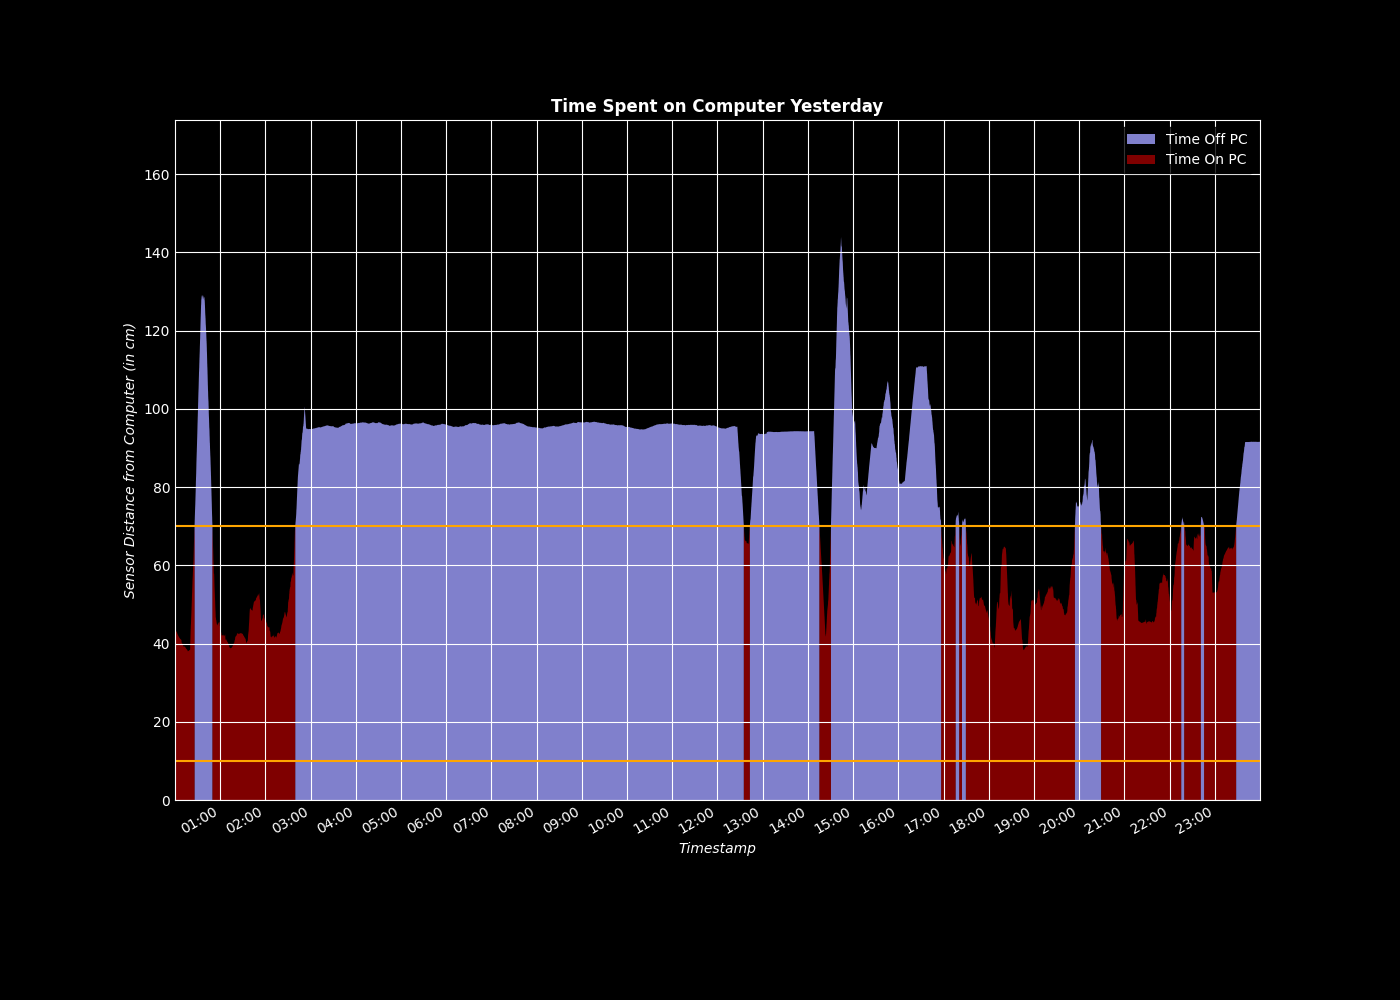 Time Spent on Computer Yesterday
Time Off PC
Time On PC
160
140
120
100
80
60
40
20
0
Sensor Distance from Computer (in cm)
01:00 02:00 03:00 04:00 05:00 06:00 07:00 08:00 09:00 10:00 11:00 12:00 13:00 14:00 15:00 16:00 17:00 18:00 19:00 20:00 21:00 22:00 23:00
Timestamp